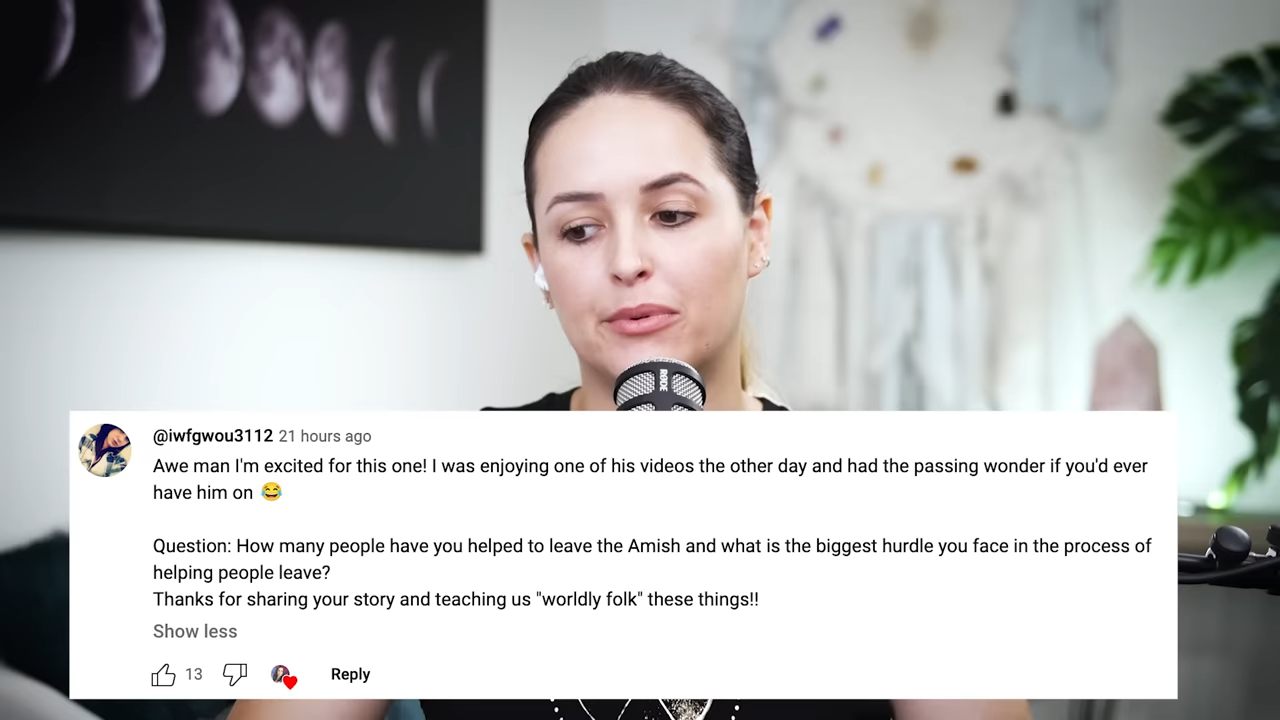 RØDE
@iwfgwou3112 21 hours ago
Awe man I'm excited for this one! I was enjoying one of his videos the other day and had the passing wonder if you'd ever
have him on 😂
Question: How many people have you helped to leave the Amish and what is the biggest hurdle you face in the process of
helping people leave?
Thanks for sharing your story and teaching us "worldly folk" these things!!
Show less
13
Reply